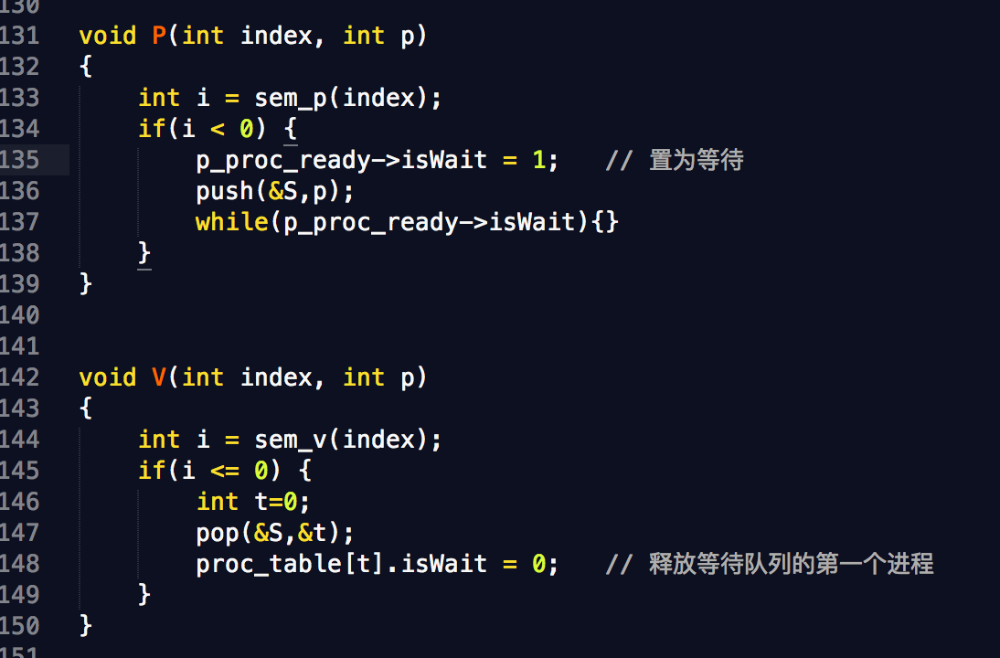 130
131 void P(int index, int p)
132 {
133     int i = sem_p(index);
134     if(i < 0) {
135         p_proc_ready->isWait = 1;   // 置为等待
136         push(&S,p);
137         while(p_proc_ready->isWait){}
138     }
139 }
140
141
142 void V(int index, int p)
143 {
144     int i = sem_v(index);
145     if(i <= 0) {
146         int t=0;
147         pop(&S,&t);
148         proc_table[t].isWait = 0;   // 释放等待队列的第一个进程
149     }
150 }
151